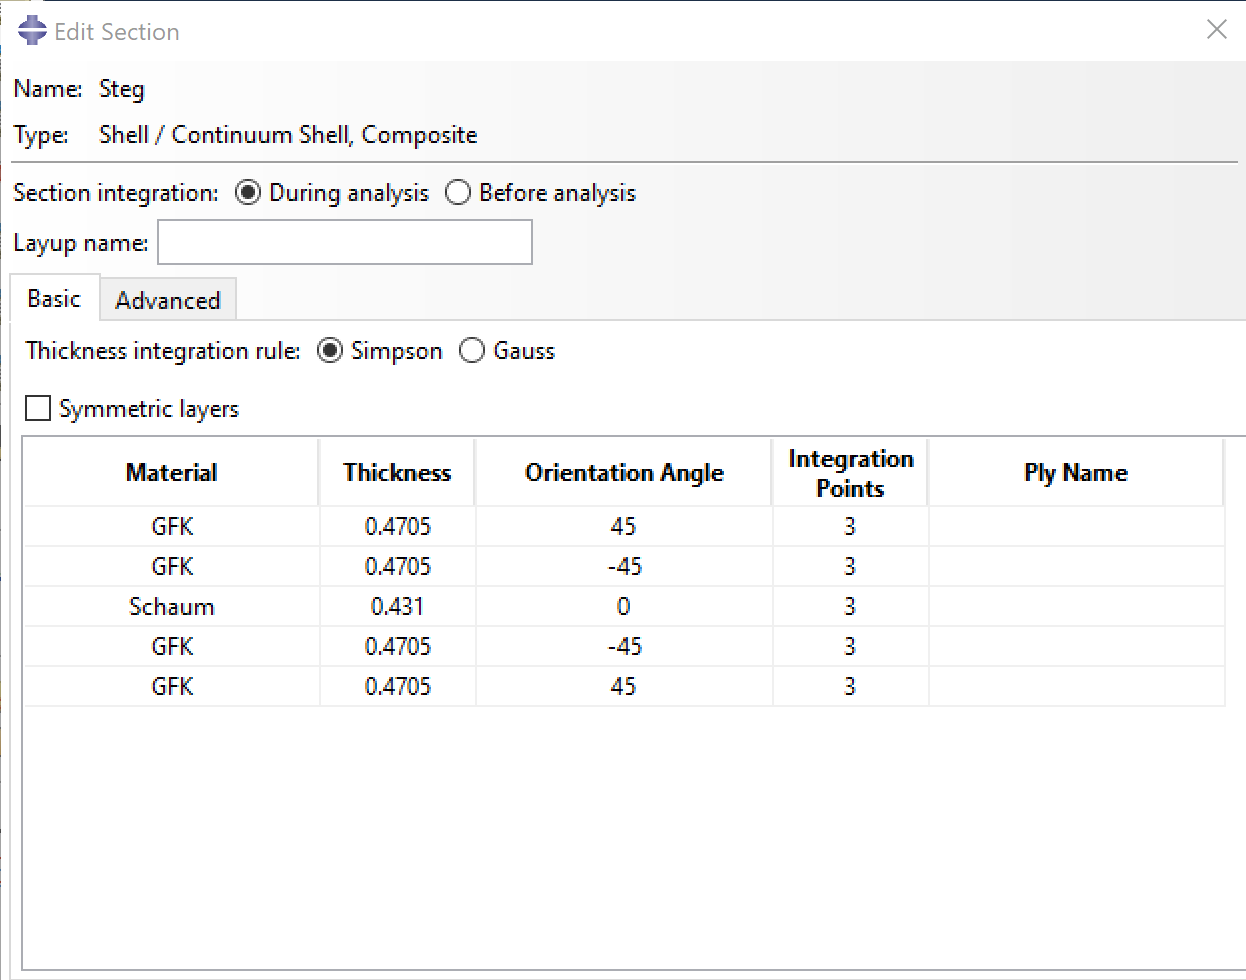 Edit Section
Name: Steg
Type: Shell / Continuum Shell, Composite
Section integration: During analysis Before analysis
Layup name:
Basic Advanced
Thickness integration rule: Simpson Gauss
Symmetric layers
Material Thickness Orientation Angle Integration Points Ply Name
GFK 0.4705 45 3
GFK 0.4705 -45 3
Schaum 0.431 0 3
GFK 0.4705 -45 3
GFK 0.4705 45 3